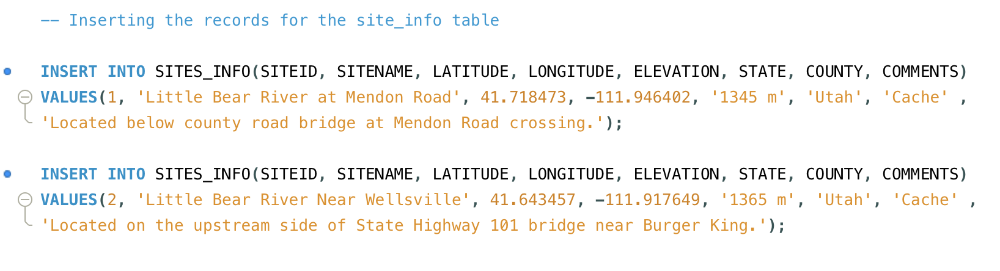 -- Inserting the records for the site_info table
INSERT INTO SITES_INFO(SITEID, SITENAME, LATITUDE, LONGITUDE, ELEVATION, STATE, COUNTY, COMMENTS)
VALUES(1, 'Little Bear River at Mendon Road', 41.718473, -111.946402, '1345 m', 'Utah', 'Cache' ,
'Located below county road bridge at Mendon Road crossing.');
INSERT INTO SITES_INFO(SITEID, SITENAME, LATITUDE, LONGITUDE, ELEVATION, STATE, COUNTY, COMMENTS)
VALUES(2, 'Little Bear River Near Wellsville', 41.643457, -111.917649, '1365 m', 'Utah', 'Cache' ,
'Located on the upstream side of State Highway 101 bridge near Burger King.');